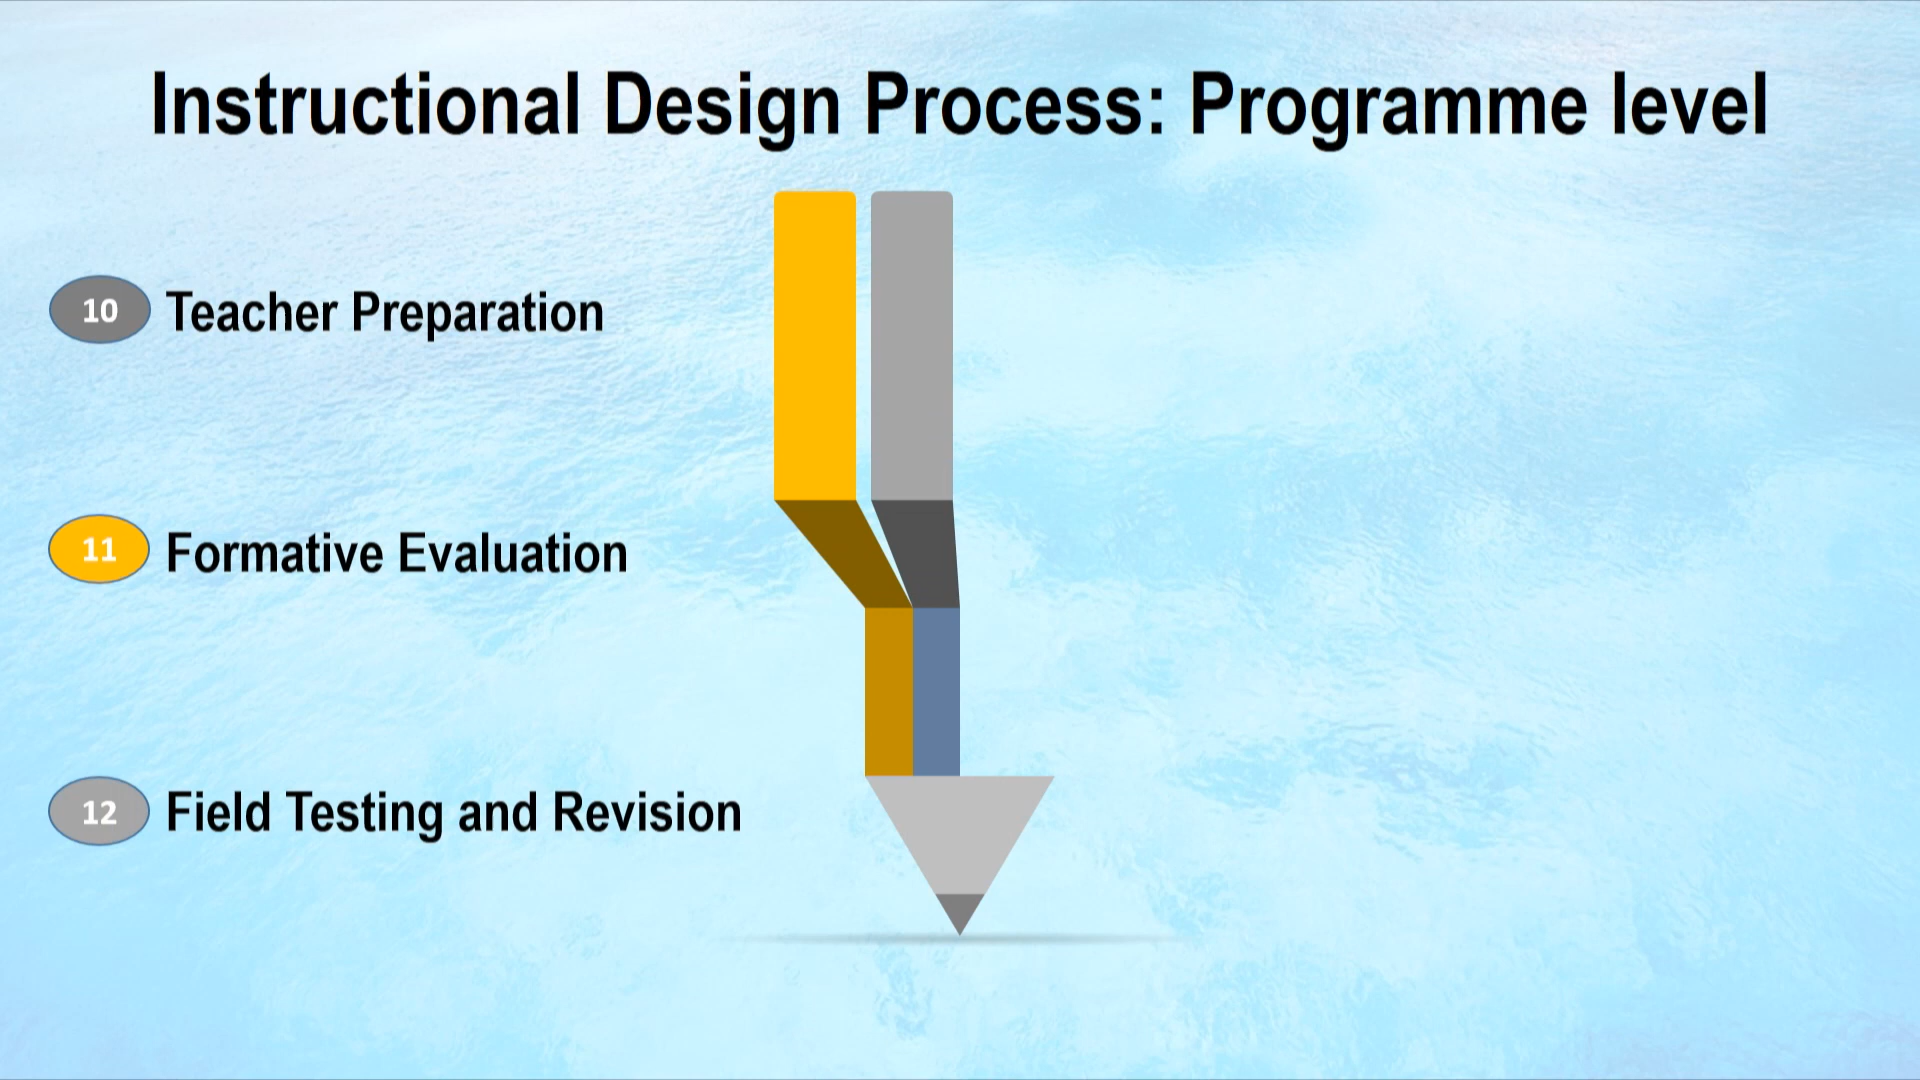 Instructional Design Process: Programme level
10 Teacher Preparation
11 Formative Evaluation
12 Field Testing and Revision